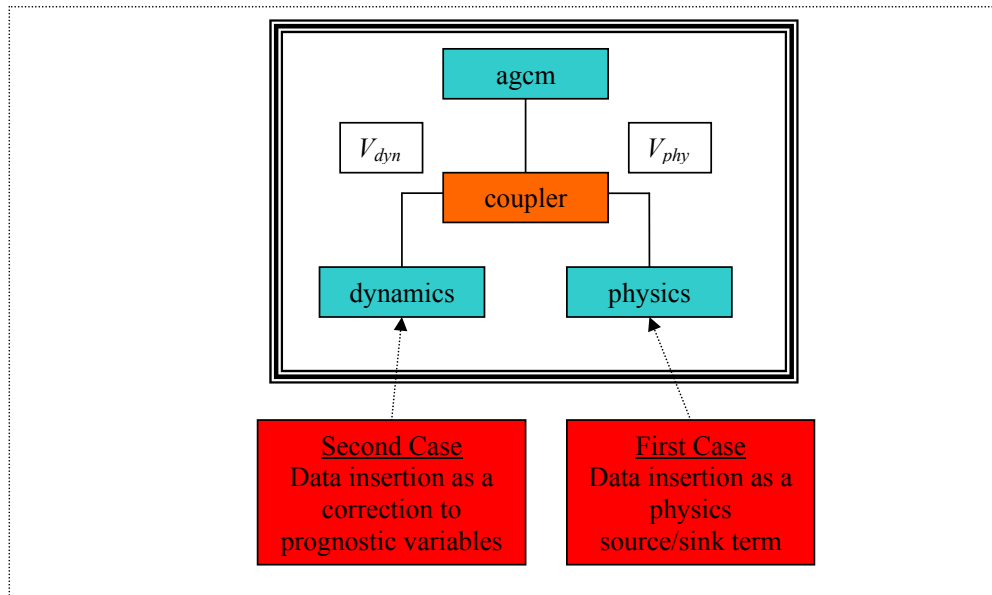 agcm
V_dyn
V_phy
coupler
dynamics
physics
Second Case
Data insertion as a
correction to
prognostic variables
First Case
Data insertion as a
physics
source/sink term